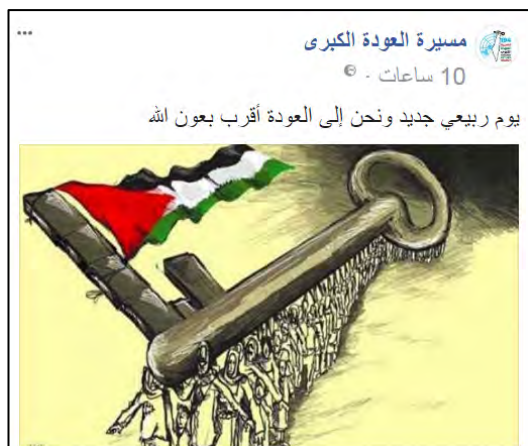 مسيرة العودة الكبرى
10 ساعات ·
يوم ربيعي جديد ونحن إلى العودة أقرب بعون الله